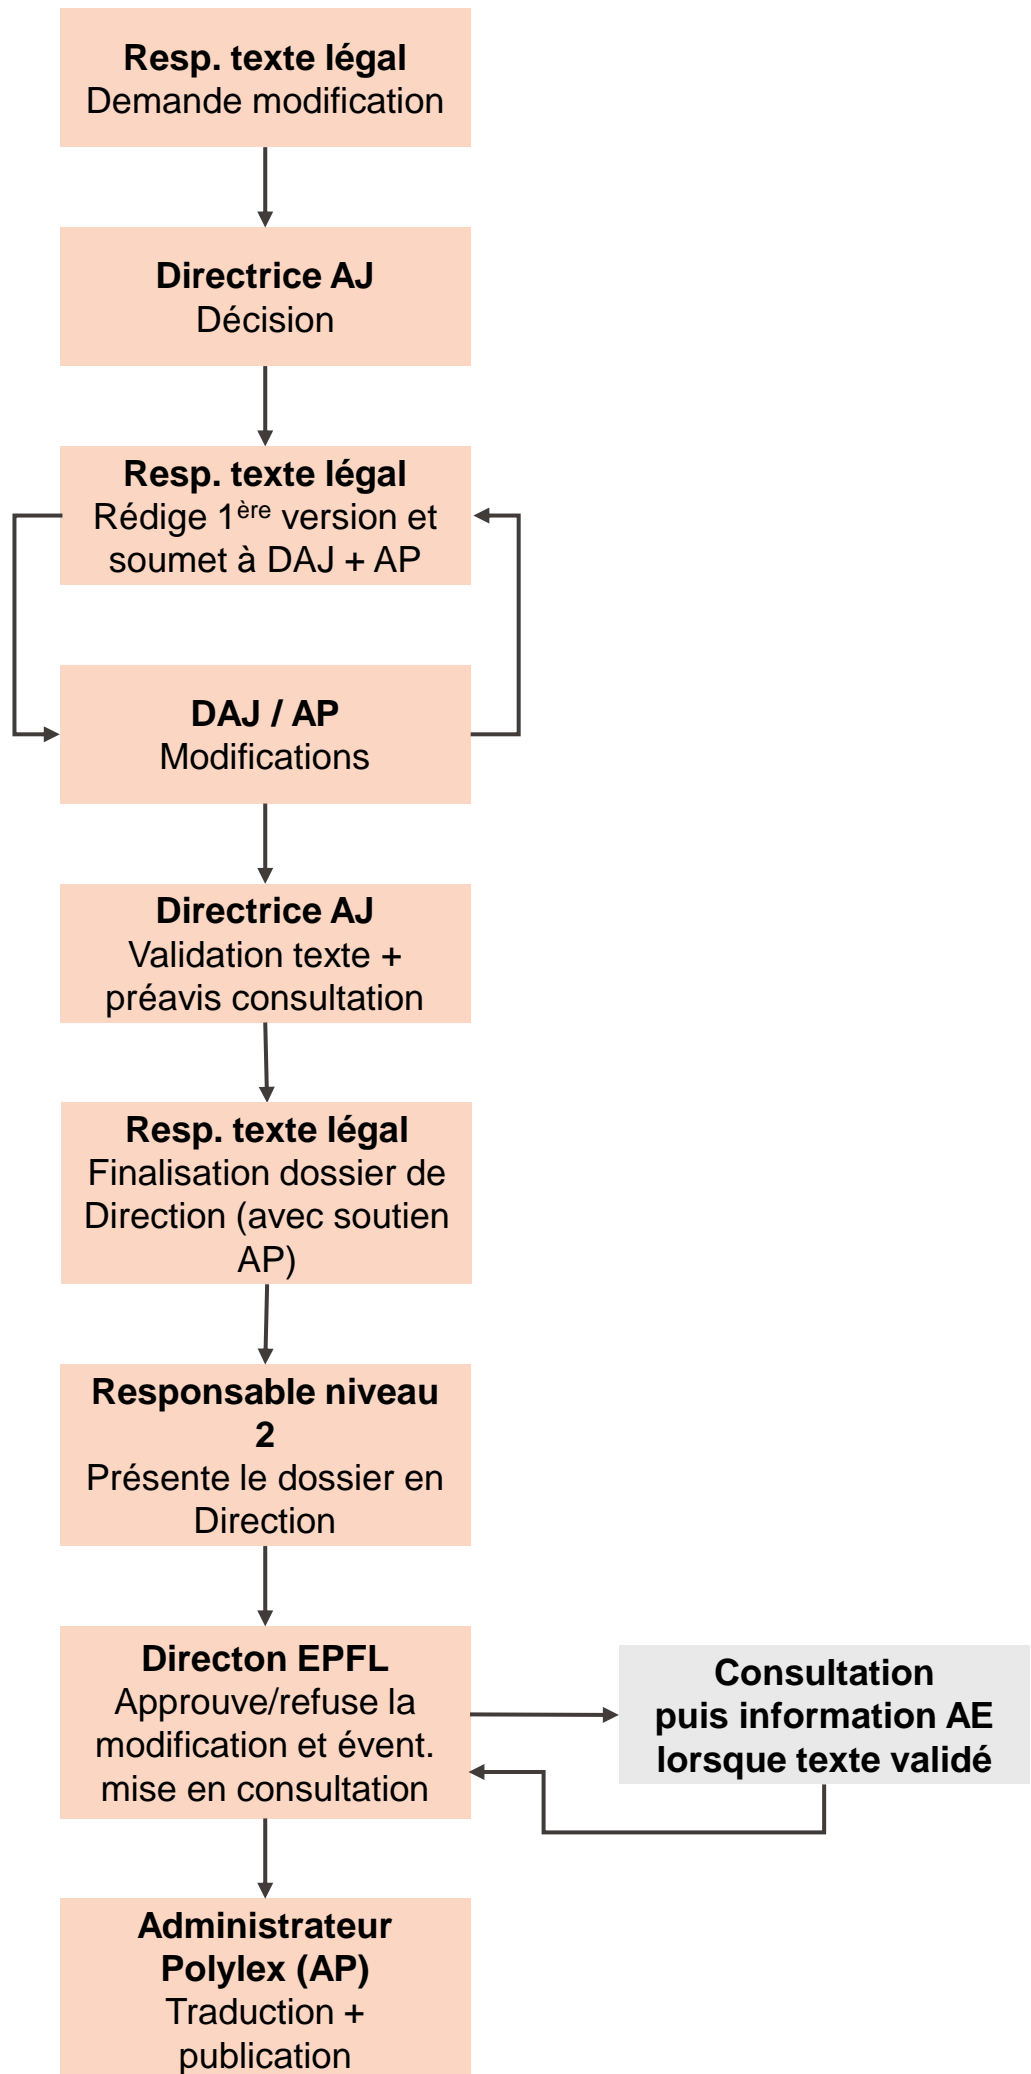 Resp. texte légal
Demande modification
Directrice AJ
Décision
Resp. texte légal
Rédige 1ère version et
soumet à DAJ + AP
DAJ / AP
Modifications
Directrice AJ
Validation texte +
préavis consultation
Resp. texte légal
Finalisation dossier de
Direction (avec soutien
AP)
Responsable niveau
2
Présente le dossier en
Direction
Directon EPFL
Approuve/refuse la
modification et évent.
mise en consultation
Consultation
puis information AE
lorsque texte validé
Administrateur
Polylex (AP)
Traduction +
publication